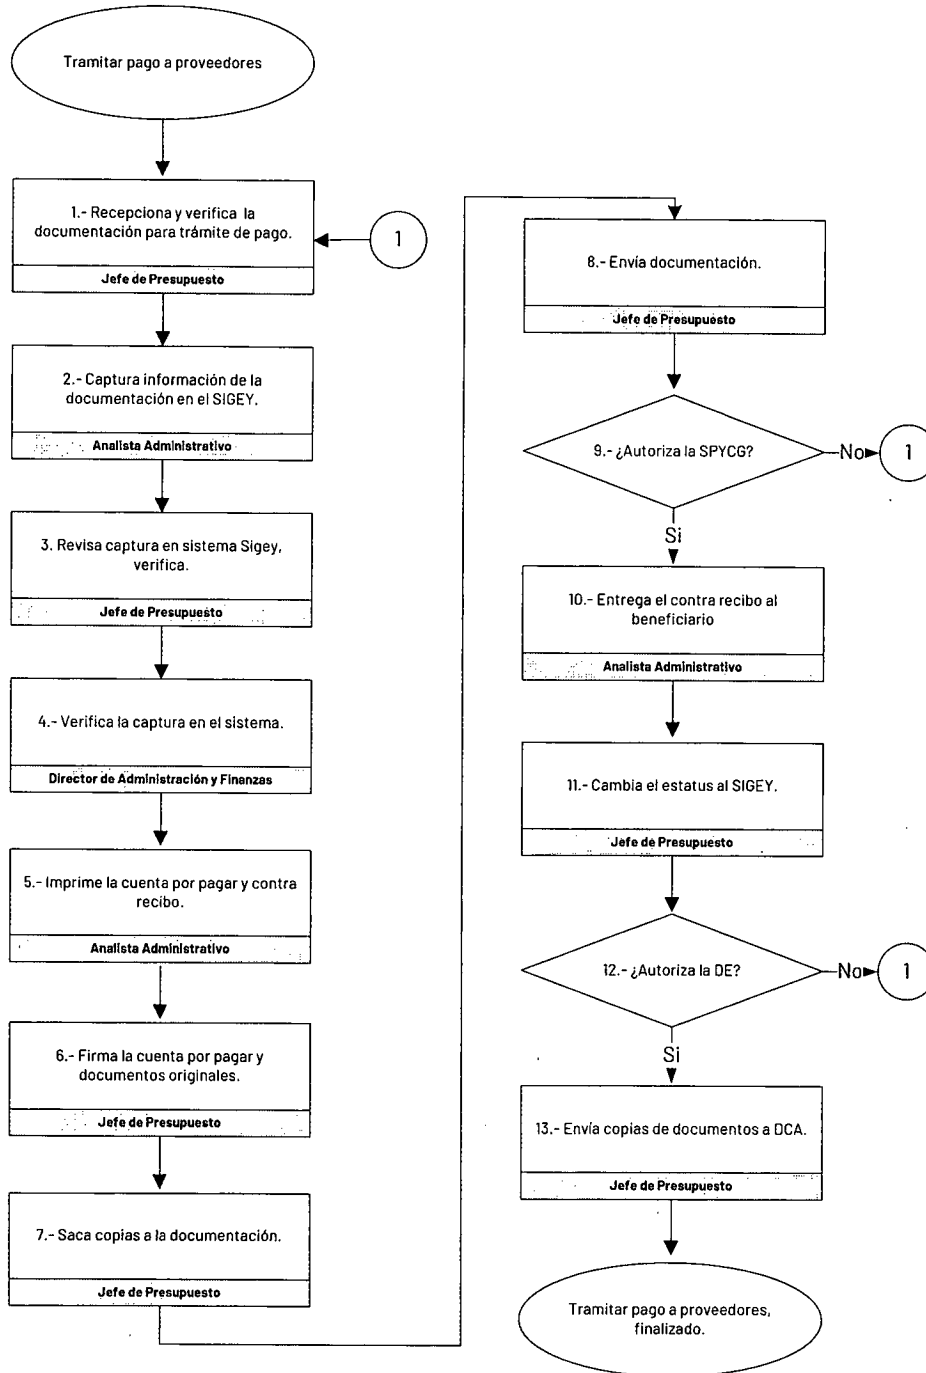 Tramitar pago a proveedores
1.- Recepciona y verifica la
documentación para trámite de pago.
Jefe de Presupuesto
1
2.- Captura información de la
documentación en el SIGEY.
Analista Administrativo
3. Revisa captura en sistema Sigey,
verifica.
Jefe de Presupuesto
4.- Verifica la captura en el sistema.
Director de Administración y Finanzas
5.- Imprime la cuenta por pagar y contra
recibo.
Analista Administrativo
6.- Firma la cuenta por pagar y
documentos originales.
Jefe de Presupuesto
7.- Saca copias a la documentación.
Jefe de Presupuesto
8.- Envía documentación.
Jefe de Presupuesto
9.- ¿Autoriza la SPYCG?
No
1
Si
10.- Entrega el contra recibo al
beneficiario
Analista Administrativo
11.- Cambia el estatus al SIGEY.
Jefe de Presupuesto
12.- ¿Autoriza la DE?
No
1
Si
13.- Envía copias de documentos a DCA.
Jefe de Presupuesto
Tramitar pago a proveedores,
finalizado.